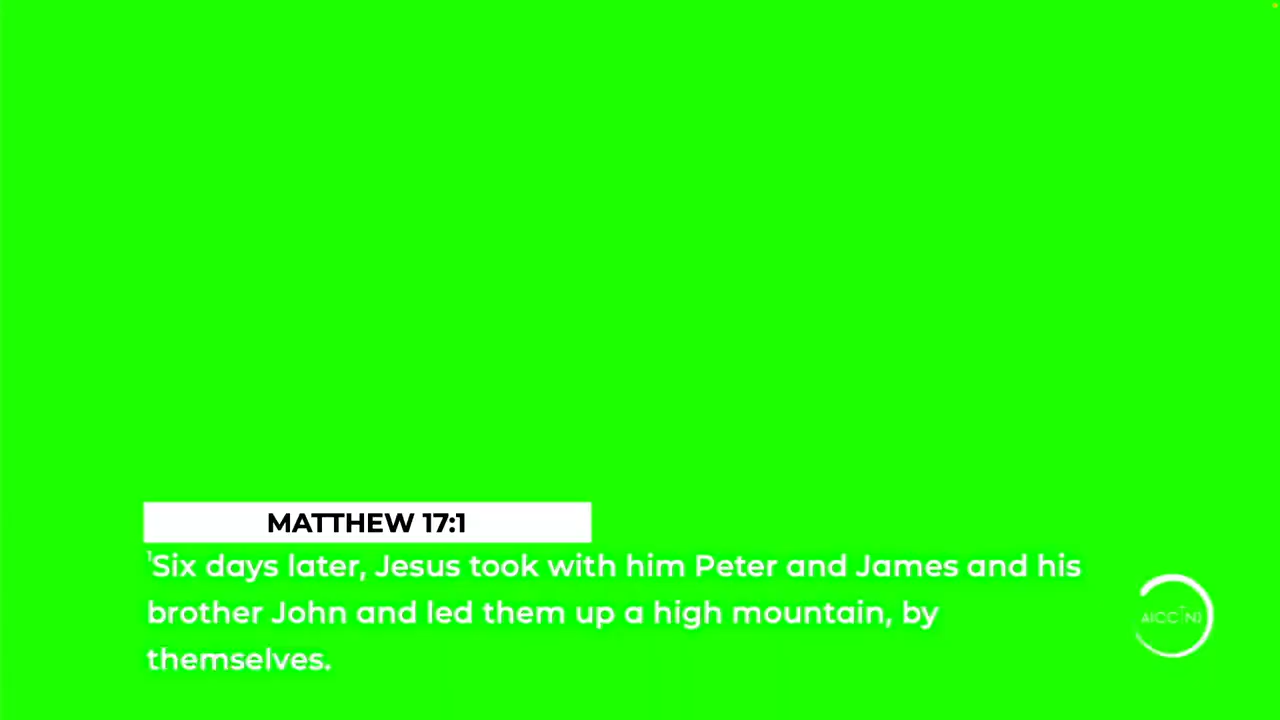 MATTHEW 17:1
¹Six days later, Jesus took with him Peter and James and his
brother John and led them up a high mountain, by
themselves.